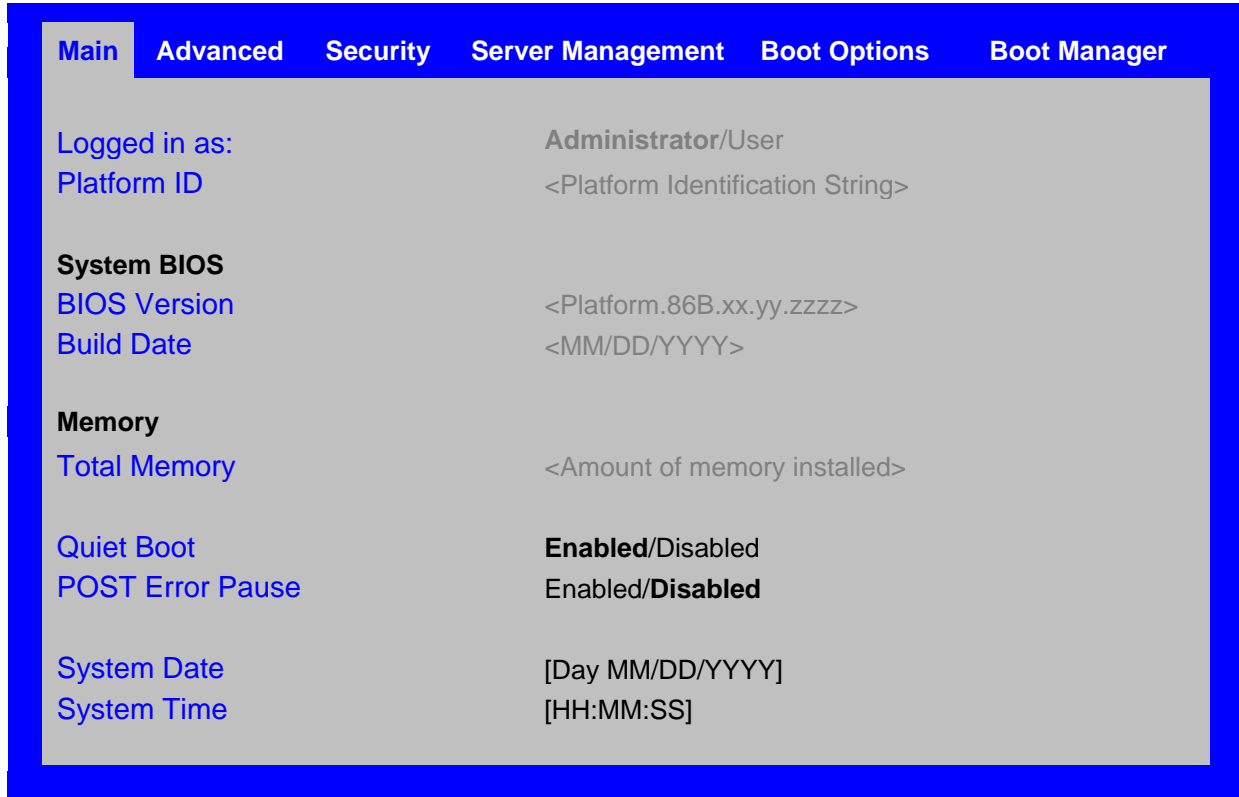 Main Advanced Security Server Management Boot Options Boot Manager
Logged in as: Administrator/User
Platform ID <Platform Identification String>
System BIOS
BIOS Version <Platform.86B.xx.yy.zzzz>
Build Date <MM/DD/YYYY>
Memory
Total Memory <Amount of memory installed>
Quiet Boot Enabled/Disabled
POST Error Pause Enabled/Disabled
System Date [Day MM/DD/YYYY]
System Time [HH:MM:SS]